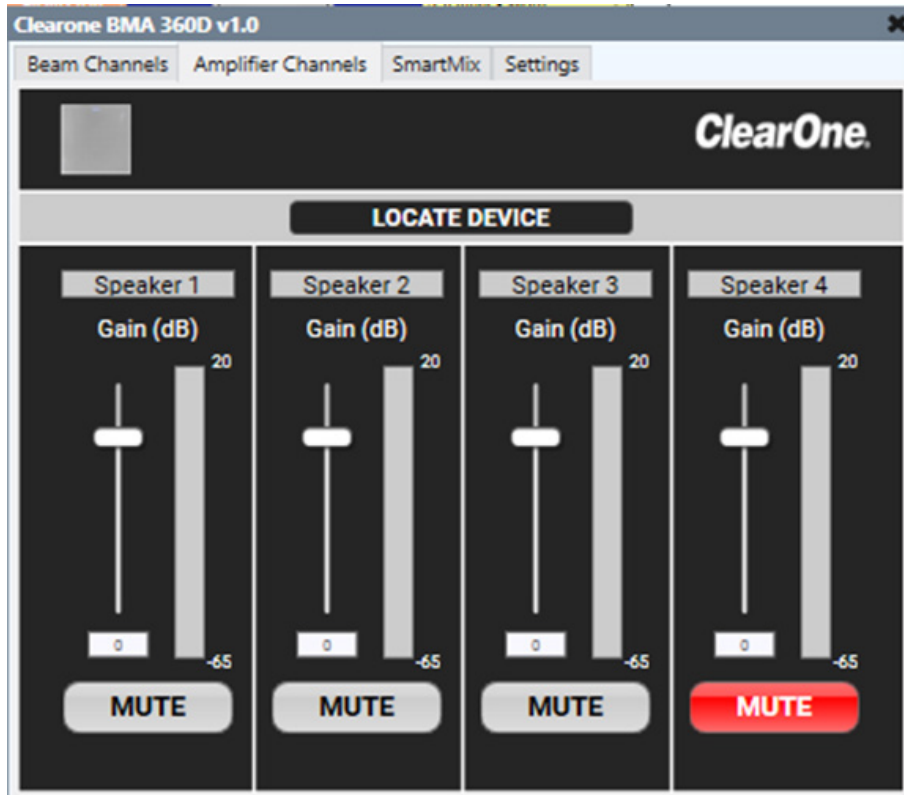 Clearone BMA 360D v1.0
Beam Channels Amplifier Channels SmartMix Settings
ClearOne.
LOCATE DEVICE
Speaker 1 Speaker 2 Speaker 3 Speaker 4
Gain (dB) Gain (dB) Gain (dB) Gain (dB)
20 20 20 20
0 0 0 0
-65 -65 -65 -65
MUTE MUTE MUTE MUTE